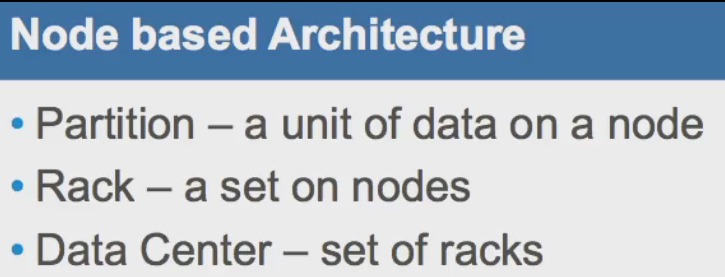 Node based Architecture
• Partition – a unit of data on a node
• Rack – a set on nodes
• Data Center – set of racks